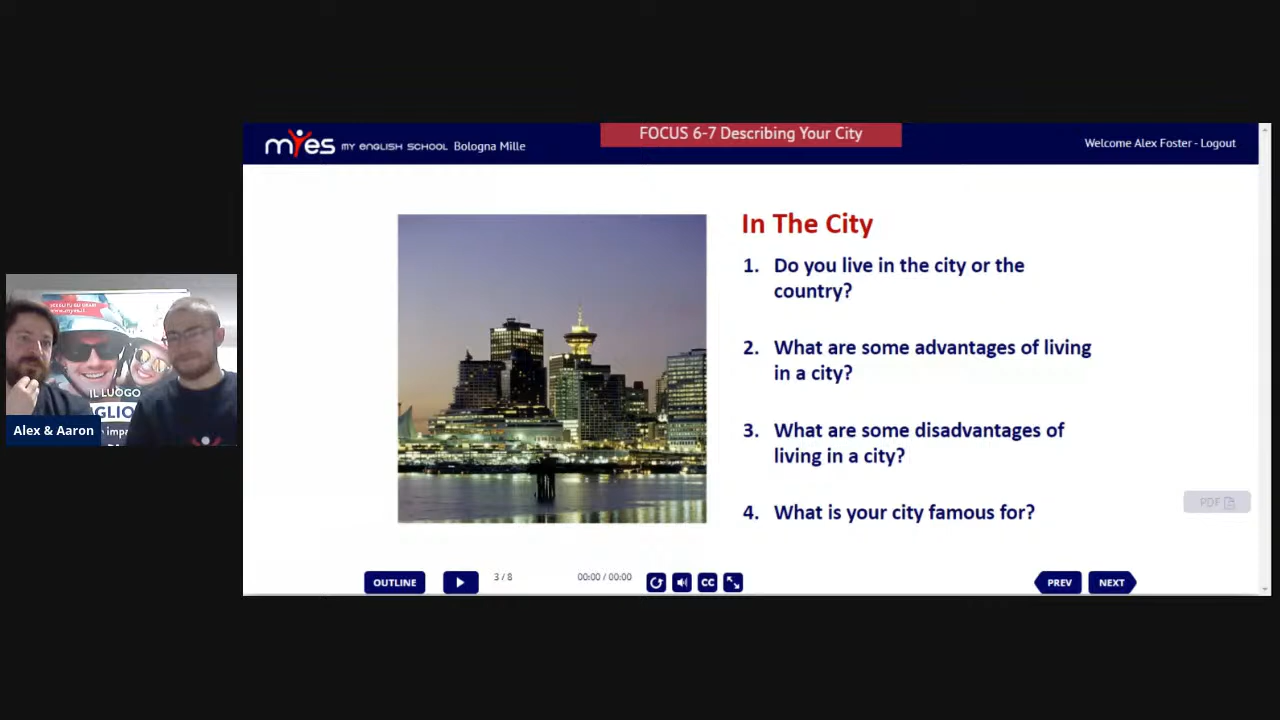 FOCUS 6-7 Describing Your City
myes MY ENGLISH SCHOOL Bologna Mille
Welcome Alex Foster - Logout
In The City
1. Do you live in the city or the
country?
2. What are some advantages of living
in a city?
3. What are some disadvantages of
living in a city?
4. What is your city famous for?
PDF
IL LUOGO
GLIO
impa
Alex & Aaron
OUTLINE
3 / 8
00:00 / 00:00
CC
PREV
NEXT